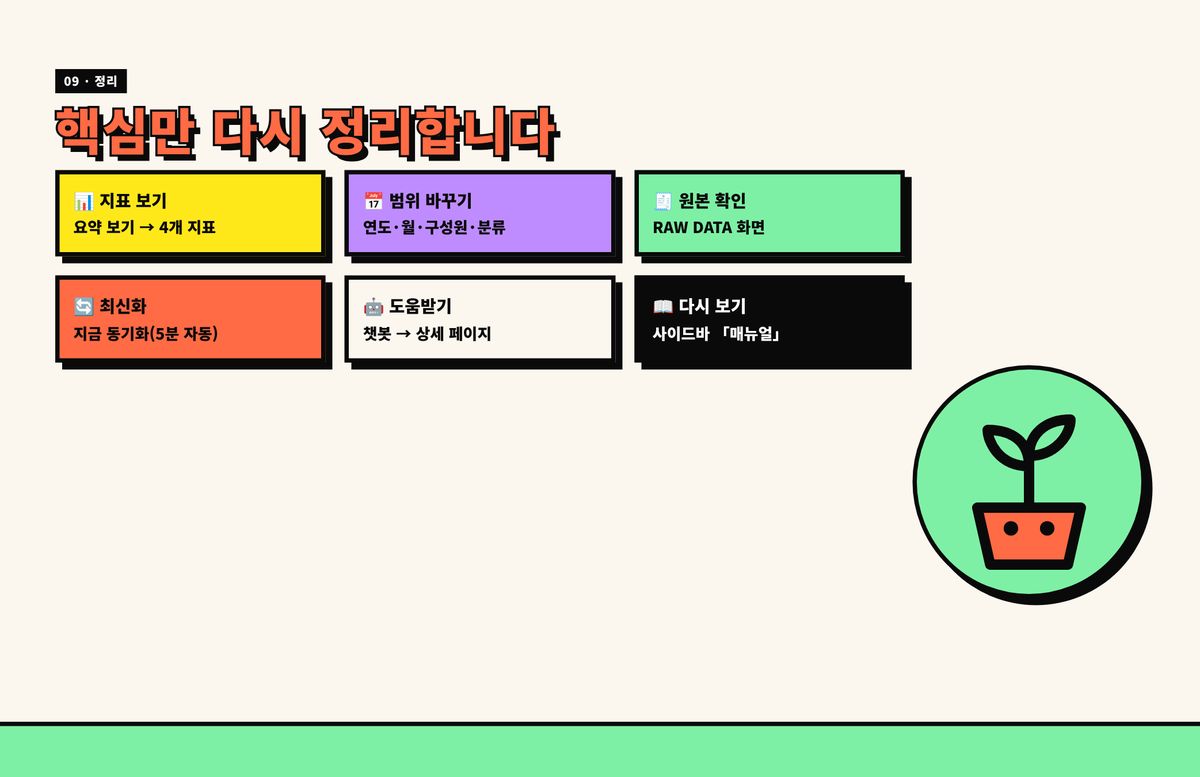 09 · 정리
핵심만 다시 정리합니다
📊 지표 보기
요약 보기 → 4개 지표
📅 범위 바꾸기
연도·월·구성원·분류
🧾 원본 확인
RAW DATA 화면
🔄 최신화
지금 동기화(5분 자동)
🤖 도움받기
챗봇 → 상세 페이지
📖 다시 보기
사이드바 「매뉴얼」